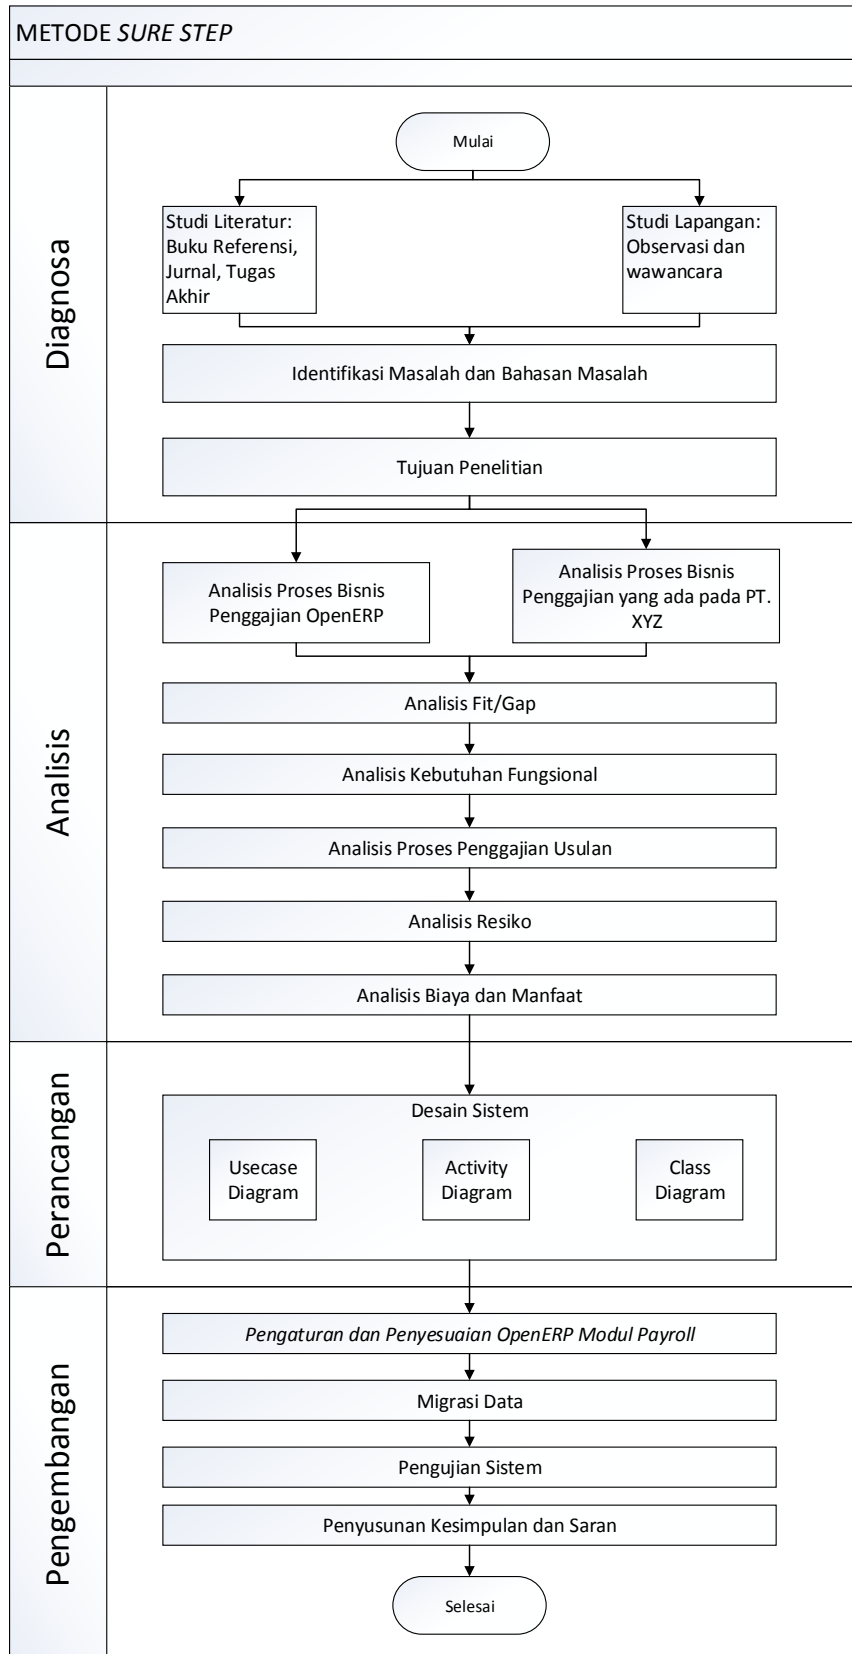 METODE SURE STEP
Diagnosa
Mulai
Studi Literatur:
Buku Referensi,
Jurnal, Tugas
Akhir
Studi Lapangan:
Observasi dan
wawancara
Identifikasi Masalah dan Bahasan Masalah
Tujuan Penelitian
Analisis
Analisis Proses Bisnis
Penggajian OpenERP
Analisis Proses Bisnis
Penggajian yang ada pada PT.
XYZ
Analisis Fit/Gap
Analisis Kebutuhan Fungsional
Analisis Proses Penggajian Usulan
Analisis Resiko
Analisis Biaya dan Manfaat
Perancangan
Desain Sistem
Usecase
Diagram
Activity
Diagram
Class
Diagram
Pengembangan
Pengaturan dan Penyesuaian OpenERP Modul Payroll
Migrasi Data
Pengujian Sistem
Penyusunan Kesimpulan dan Saran
Selesai